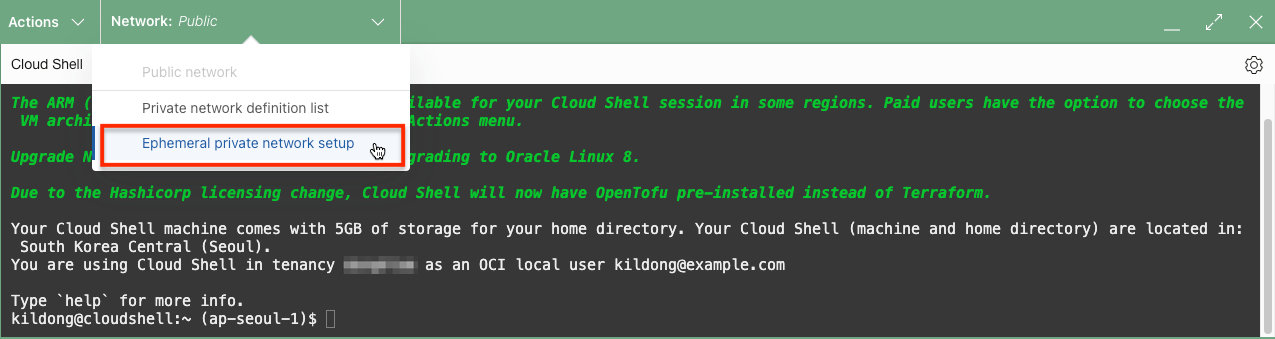 Actions
Network: Public
Cloud Shell
Public network
Private network definition list
Ephemeral private network setup
The ARM ( ilable for your Cloud Shell session in some regions. Paid users have the option to choose the
VM archi Actions menu.
Upgrade N grading to Oracle Linux 8.
Due to the Hashicorp licensing change, Cloud Shell will now have OpenTofu pre-installed instead of Terraform.
Your Cloud Shell machine comes with 5GB of storage for your home directory. Your Cloud Shell (machine and home directory) are located in:
South Korea Central (Seoul).
You are using Cloud Shell in tenancy as an OCI local user kildong@example.com
Type `help` for more info.
kildong@cloudshell:~ (ap-seoul-1)$